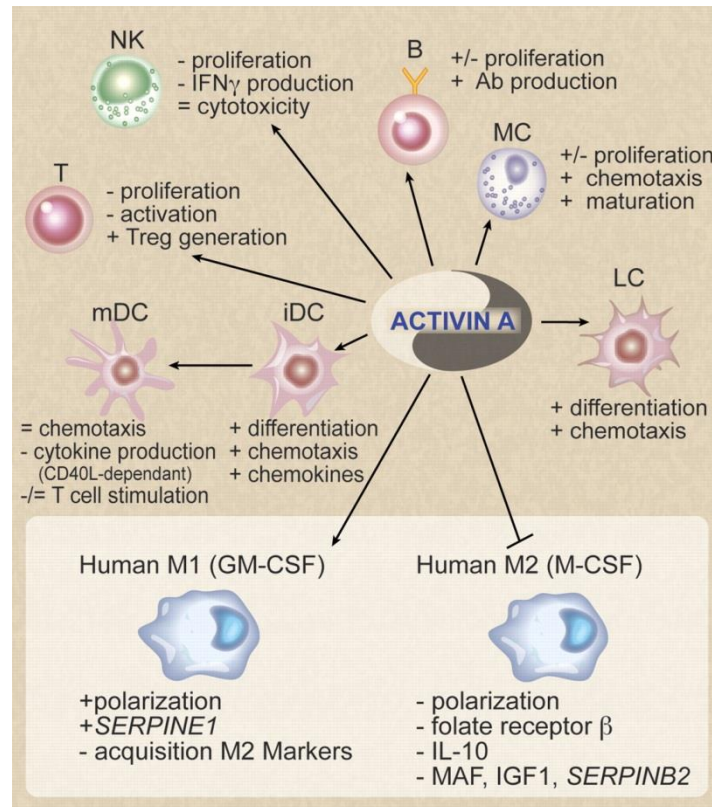 NK
- proliferation
- IFNγ production
= cytotoxicity
B
+/- proliferation
+ Ab production
MC
+/- proliferation
+ chemotaxis
+ maturation
T
- proliferation
- activation
+ Treg generation
ACTIVIN A
LC
+ differentiation
+ chemotaxis
mDC
= chemotaxis
- cytokine production
(CD40L-dependant)
-/= T cell stimulation
iDC
+ differentiation
+ chemotaxis
+ chemokines
Human M1 (GM-CSF)
+polarization
+SERPINE1
- acquisition M2 Markers
Human M2 (M-CSF)
- polarization
- folate receptor β
- IL-10
- MAF, IGF1, SERPINB2